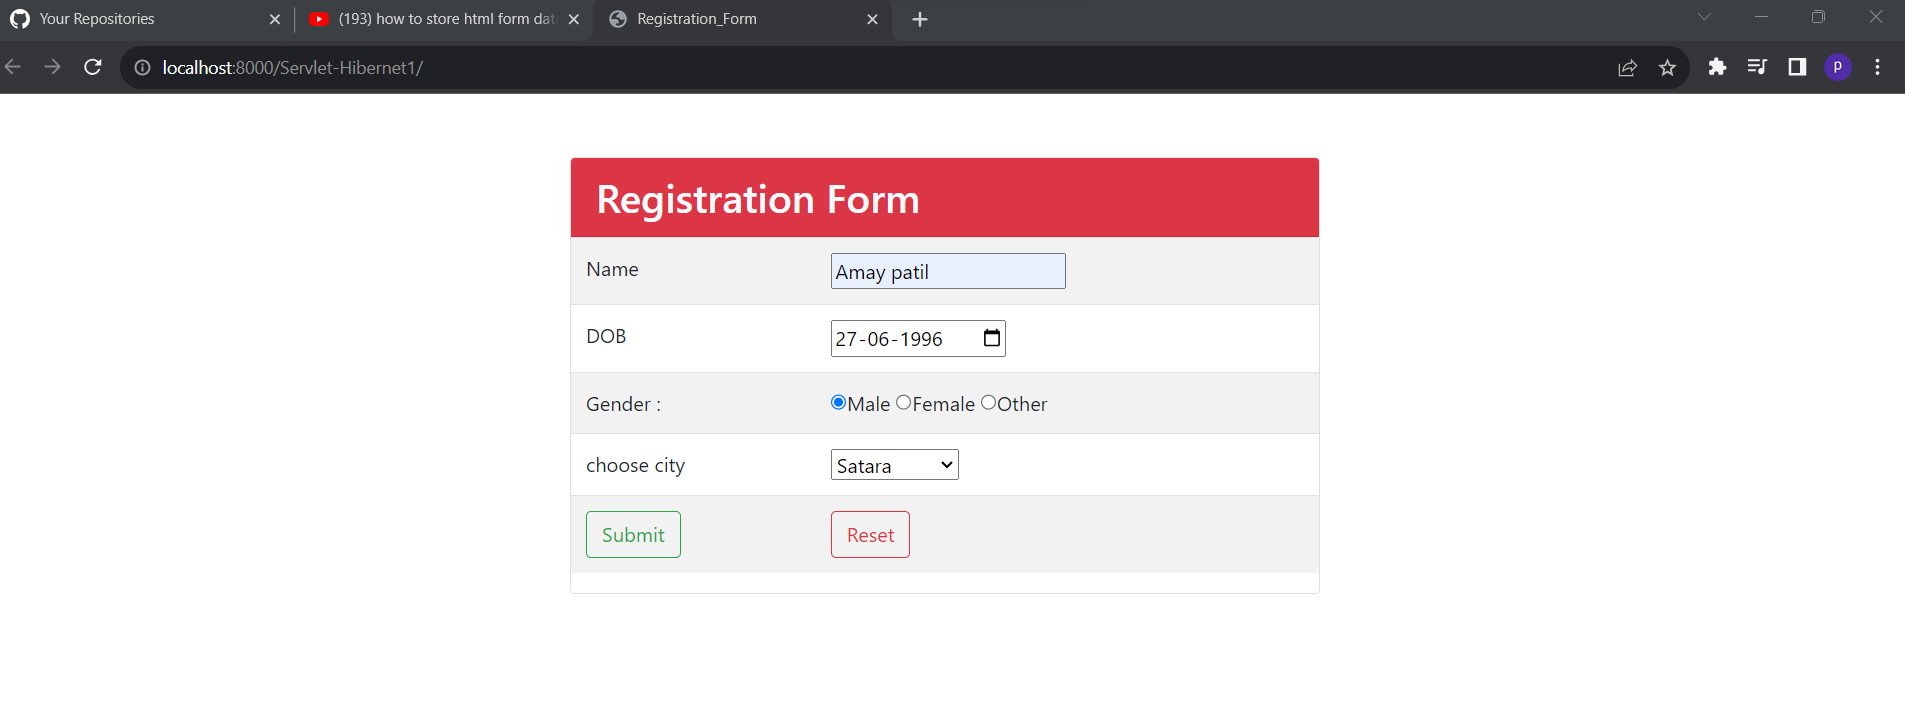 Your Repositories
(193) how to store html form dat
Registration_Form
localhost:8000/Servlet-Hibernet1/
p
Registration Form
Name Amay patil
DOB 27-06-1996
Gender : Male Female Other
choose city Satara
Submit Reset